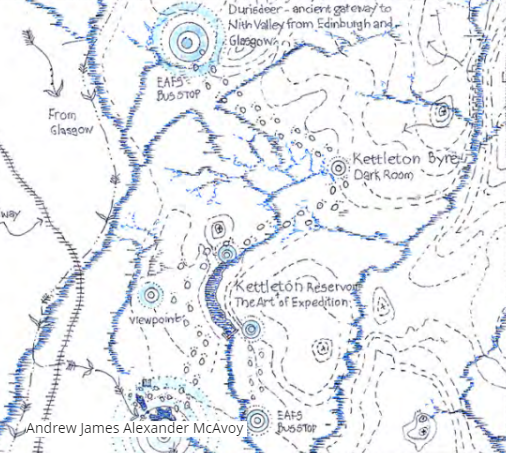 Durisdeer - ancient gateway to
Nith Valley from Edinburgh and
Glasgow
EAFS
BUS STOP
From
Glasgow
Kettleton Byre
Dark Room
way
Kettleton Reservoir
The Art of Expedition
Viewpoint
EAFS
BUS STOP
Andrew James Alexander McAvoy